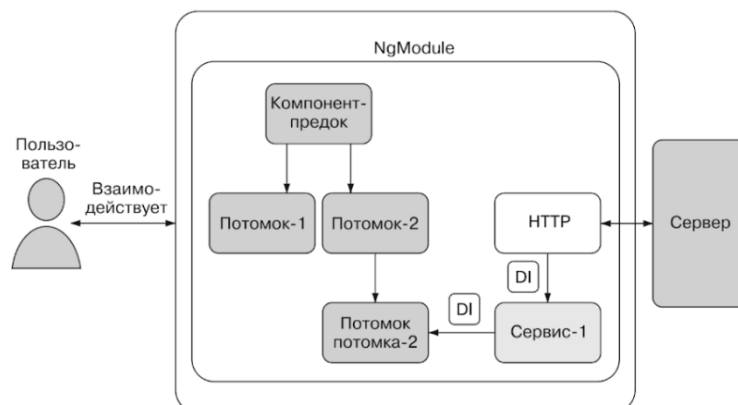 NgModule
Компонент-
предок
Пользо-
ватель
Взаимо-
действует
Потомок-1
Потомок-2
HTTP
Сервер
DI
DI
Потомок
потомка-2
Сервис-1